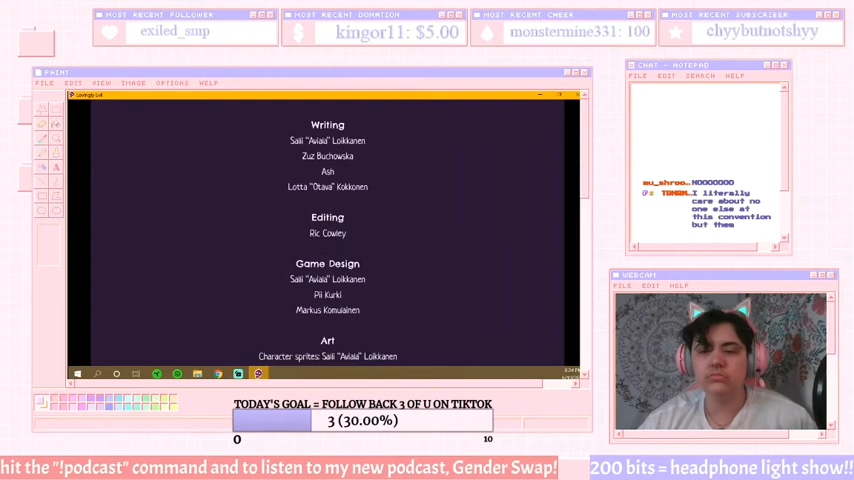 MOST RECENT FOLLOWER
exiled_smp
MOST RECENT DONATION
kingor11: $5.00
MOST RECENT CHEER
monstermine331: 100
MOST RECENT SUBSCRIBER
chyybutnotshyy
PAINT
FILE EDIT VIEW IMAGE OPTIONS HELP
Lovingly Evil
Writing
Saili "Aviaia" Loikkanen
Zuz Buchowska
Ash
Lotta "Otava" Kokkonen
Editing
Ric Cowley
Game Design
Saili "Aviaia" Loikkanen
Pii Kurki
Markus Komulainen
Art
Character sprites: Saili "Aviaia" Loikkanen
CHAT - NOTEPAD
FILE EDIT SEARCH HELP
mu_shroo… NOOOOOOO
I literally
care about no
one else at
this convention
but them
WEBCAM
FILE EDIT HELP
TODAY'S GOAL = FOLLOW BACK 3 OF U ON TIKTOK
3 (30.00%)
0
10
hit the "!podcast" command and to listen to my new podcast, Gender Swap!
200 bits = headphone light show!!